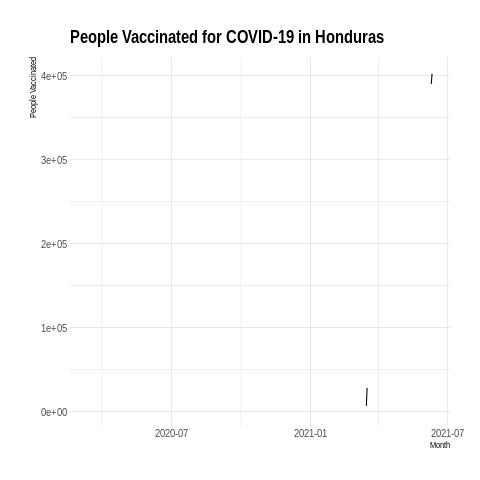 People Vaccinated for COVID-19 in Honduras
People Vaccinated
4e+05
3e+05
2e+05
1e+05
0e+00
2020-07
2021-01
2021-07
Month